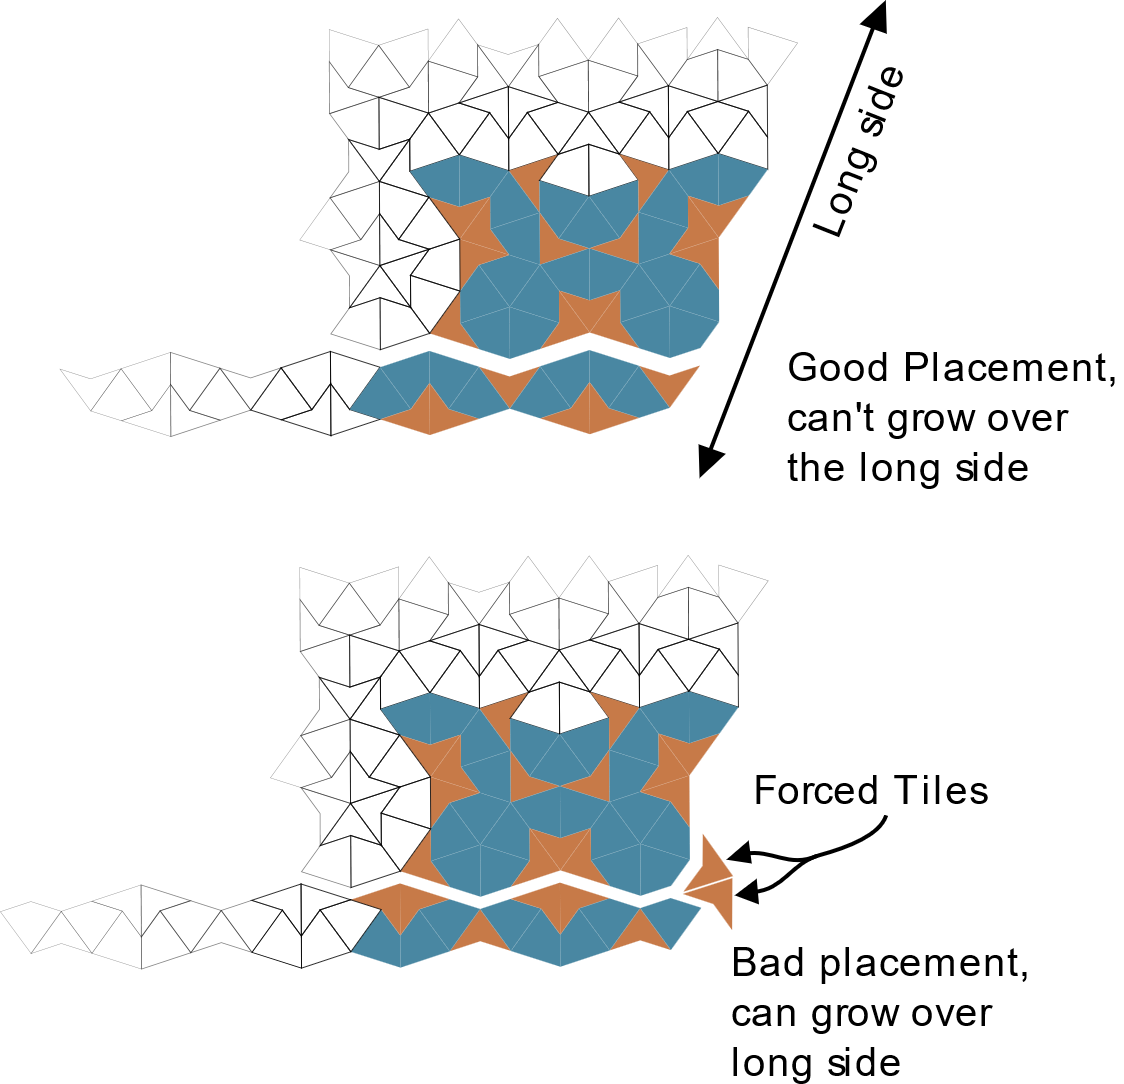 Long side
Good Placement,
can't grow over
the long side
Forced Tiles
Bad placement,
can grow over
long side